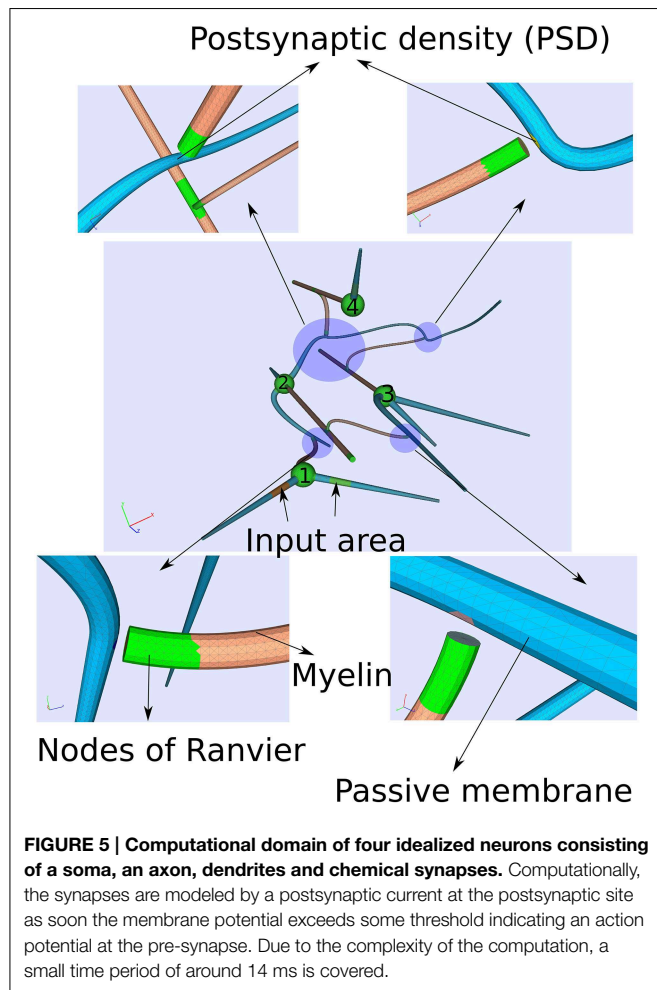 Postsynaptic density (PSD)
4
2
3
1
Input area
Myelin
Nodes of Ranvier
Passive membrane
FIGURE 5 | Computational domain of four idealized neurons consisting
of a soma, an axon, dendrites and chemical synapses. Computationally,
the synapses are modeled by a postsynaptic current at the postsynaptic site
as soon the membrane potential exceeds some threshold indicating an action
potential at the pre-synapse. Due to the complexity of the computation, a
small time period of around 14 ms is covered.